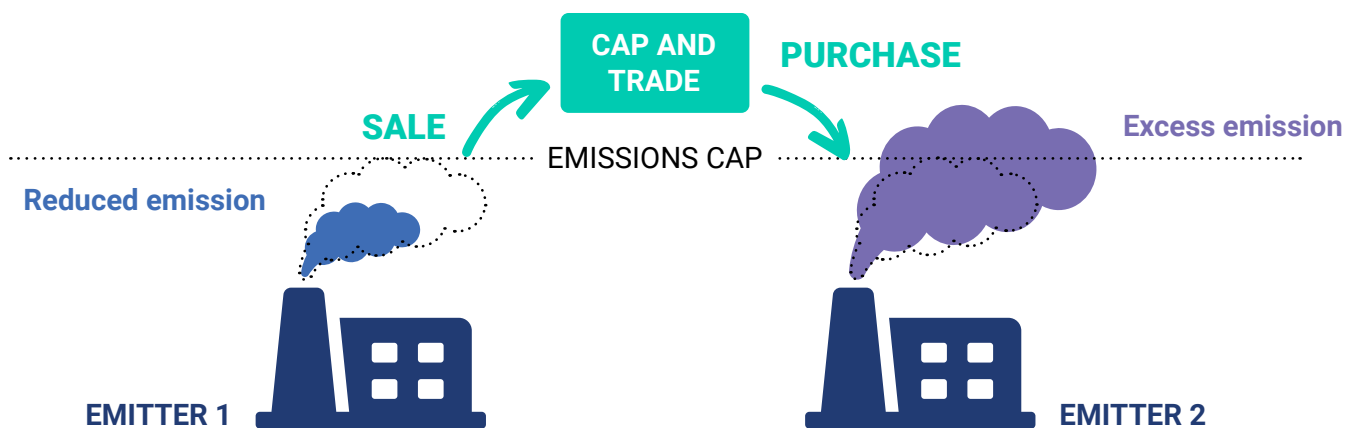 CAP AND
TRADE
PURCHASE
SALE
Excess emission
EMISSIONS CAP
Reduced emission
EMITTER 1
EMITTER 2